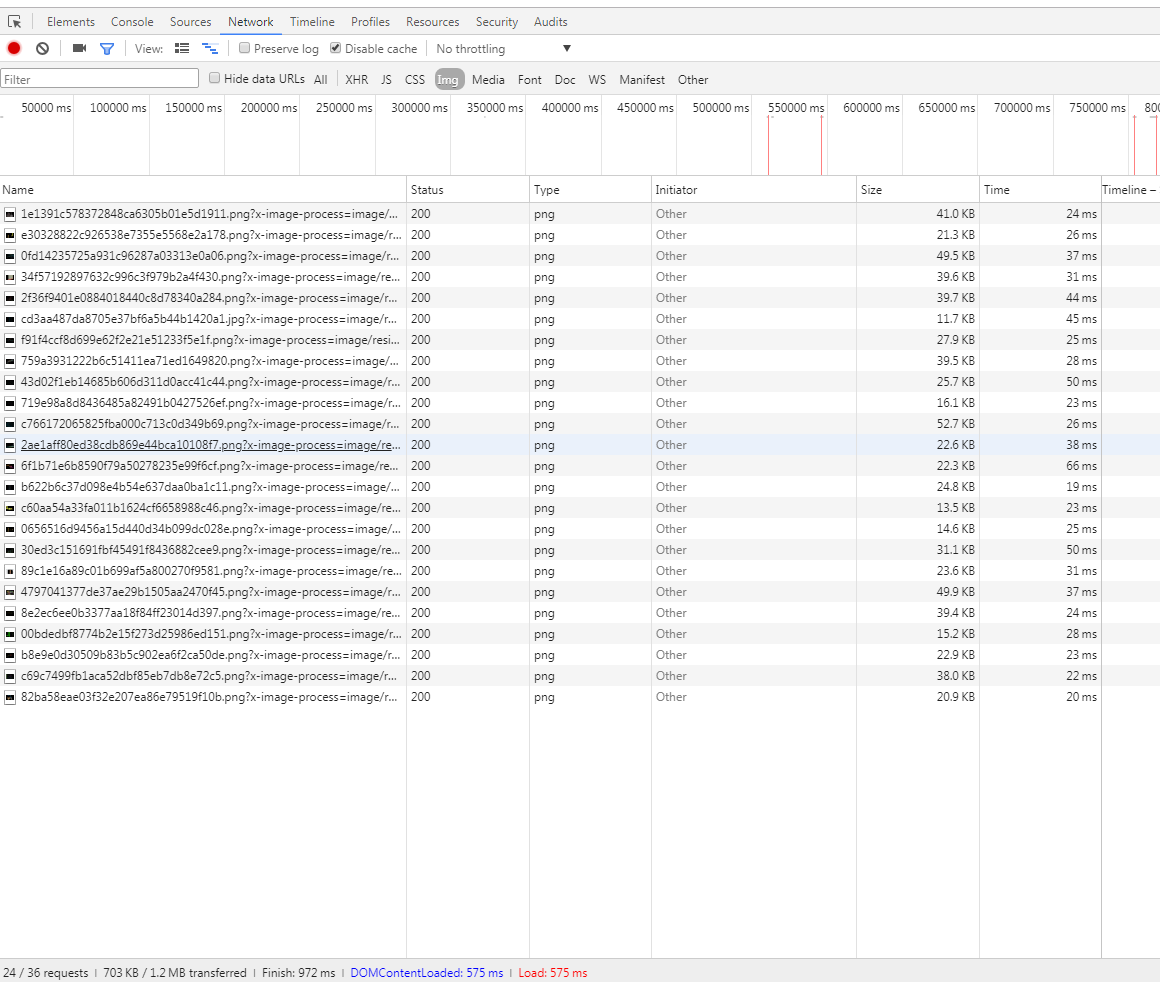 Elements Console Sources Network Timeline Profiles Resources Security Audits
View: Preserve log Disable cache No throttling ▼
Filter Hide data URLs All XHR JS CSS Img Media Font Doc WS Manifest Other
50000 ms 100000 ms 150000 ms 200000 ms 250000 ms 300000 ms 350000 ms 400000 ms 450000 ms 500000 ms 550000 ms 600000 ms 650000 ms 700000 ms 750000 ms 800
Name Status Type Initiator Size Time Timeline –
1e1391c578372848ca6305b01e5d1911.png?x-image-process=image/... 200 png Other 41.0 KB 24 ms
e30328822c926538e7355e5568e2a178.png?x-image-process=image/r... 200 png Other 21.3 KB 26 ms
0fd14235725a931c96287a03313e0a06.png?x-image-process=image/r... 200 png Other 49.5 KB 37 ms
34f57192897632c996c3f979b2a4f430.png?x-image-process=image/re... 200 png Other 39.6 KB 31 ms
2f36f9401e0884018440c8d78340a284.png?x-image-process=image/r... 200 png Other 39.7 KB 44 ms
cd3aa487da8705e37bf6a5b44b1420a1.jpg?x-image-process=image/r... 200 png Other 11.7 KB 45 ms
f91f4ccf8d699e62f2e21e51233f5e1f.png?x-image-process=image/resi... 200 png Other 27.9 KB 25 ms
759a3931222b6c51411ea71ed1649820.png?x-image-process=image/... 200 png Other 39.5 KB 28 ms
43d02f1eb14685b606d311d0acc41c44.png?x-image-process=image/r... 200 png Other 25.7 KB 50 ms
719e98a8d8436485a82491b0427526ef.png?x-image-process=image/r... 200 png Other 16.1 KB 23 ms
c766172065825fba000c713c0d349b69.png?x-image-process=image/r... 200 png Other 52.7 KB 26 ms
2ae1aff80ed38cdb869e44bca10108f7.png?x-image-process=image/re... 200 png Other 22.6 KB 38 ms
6f1b71e6b8590f79a50278235e99f6cf.png?x-image-process=image/re... 200 png Other 22.3 KB 66 ms
b622b6c37d098e4b54e637daa0ba1c11.png?x-image-process=image/... 200 png Other 24.8 KB 19 ms
c60aa54a33fa011b1624cf6658988c46.png?x-image-process=image/re... 200 png Other 13.5 KB 23 ms
0656516d9456a15d440d34b099dc028e.png?x-image-process=image/... 200 png Other 14.6 KB 25 ms
30ed3c151691fbf45491f8436882cee9.png?x-image-process=image/re... 200 png Other 31.1 KB 50 ms
89c1e16a89c01b699af5a800270f9581.png?x-image-process=image/re... 200 png Other 23.6 KB 31 ms
4797041377de37ae29b1505aa2470f45.png?x-image-process=image/r... 200 png Other 49.9 KB 37 ms
8e2ec6ee0b3377aa18f84ff23014d397.png?x-image-process=image/r... 200 png Other 39.4 KB 24 ms
00bdedbf8774b2e15f273d25986ed151.png?x-image-process=image/r... 200 png Other 15.2 KB 28 ms
b8e9e0d30509b83b5c902ea6f2ca50de.png?x-image-process=image/r... 200 png Other 22.9 KB 23 ms
c69c7499fb1aca52dbf85eb7db8e72c5.png?x-image-process=image/r... 200 png Other 38.0 KB 22 ms
82ba58eae03f32e207ea86e79519f10b.png?x-image-process=image/r... 200 png Other 20.9 KB 20 ms
24 / 36 requests | 703 KB / 1.2 MB transferred | Finish: 972 ms | DOMContentLoaded: 575 ms | Load: 575 ms